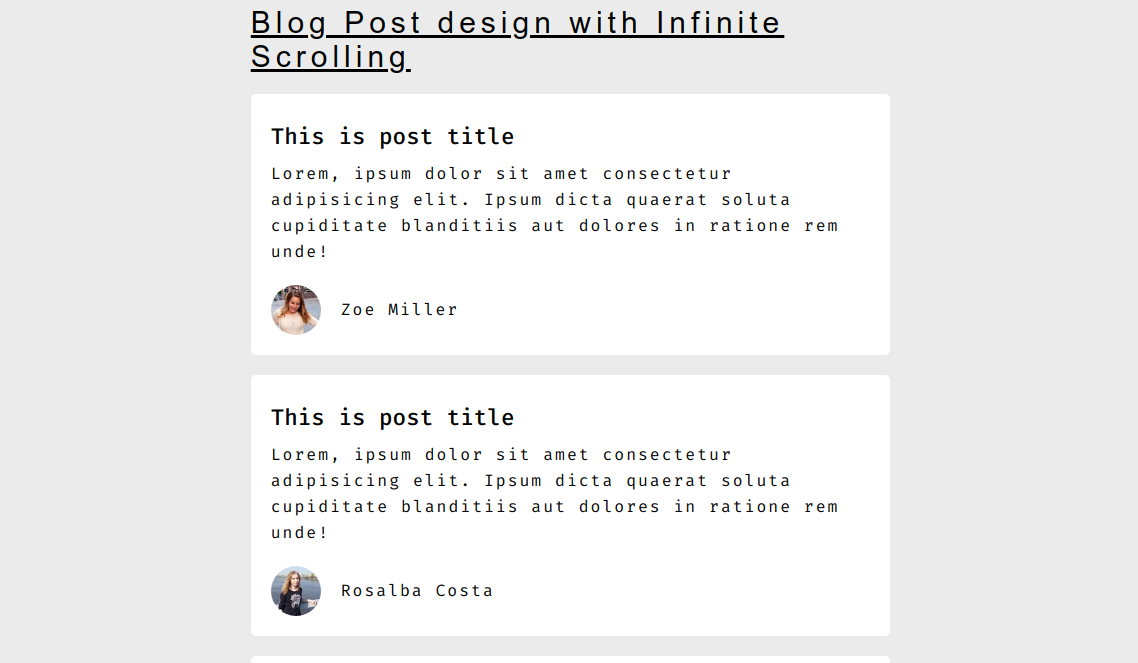 Blog Post design with Infinite
Scrolling
This is post title
Lorem, ipsum dolor sit amet consectetur
adipisicing elit. Ipsum dicta quaerat soluta
cupiditate blanditiis aut dolores in ratione rem
unde!
Zoe Miller
This is post title
Lorem, ipsum dolor sit amet consectetur
adipisicing elit. Ipsum dicta quaerat soluta
cupiditate blanditiis aut dolores in ratione rem
unde!
Rosalba Costa